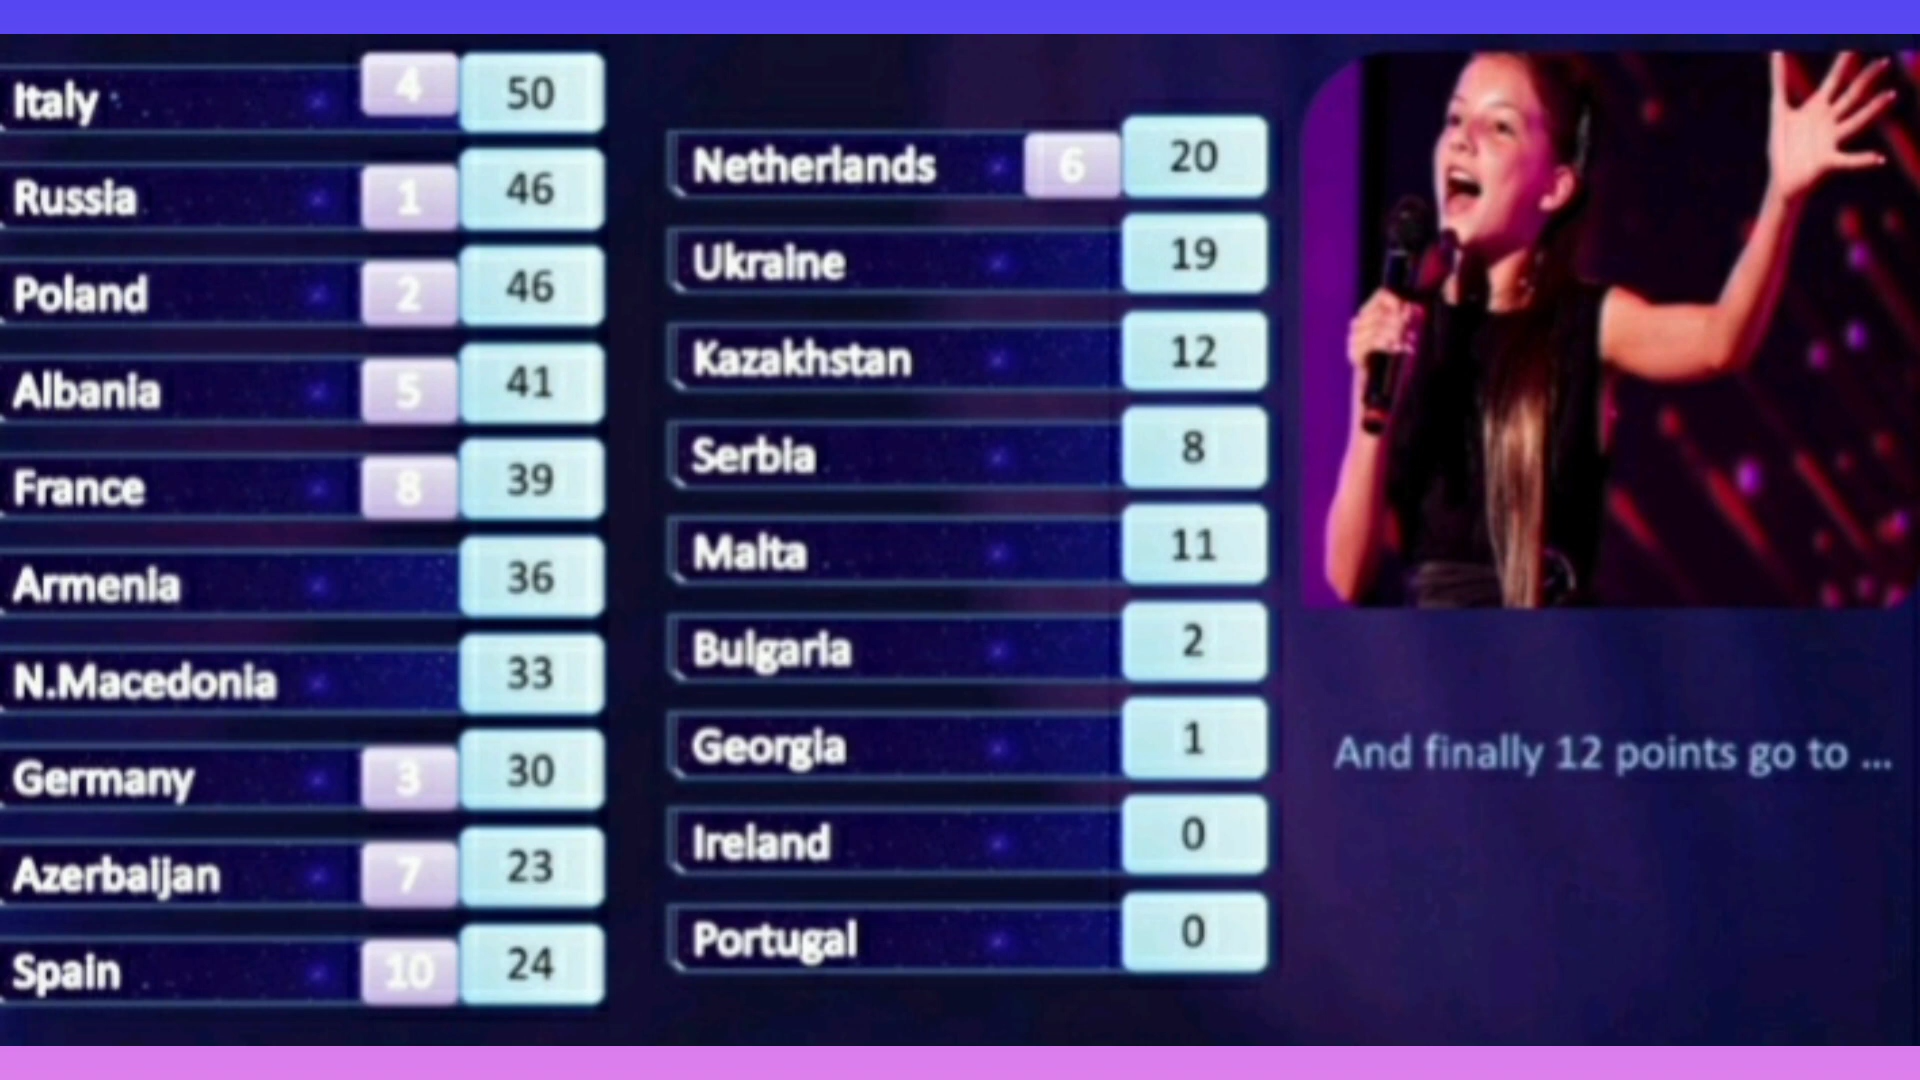 Italy 4 50
Russia 1 46
Poland 2 46
Albania 5 41
France 8 39
Armenia 36
N.Macedonia 33
Germany 3 30
Azerbaijan 7 23
Spain 10 24
Netherlands 6 20
Ukraine 19
Kazakhstan 12
Serbia 8
Malta 11
Bulgaria 2
Georgia 1
Ireland 0
Portugal 0
And finally 12 points go to ...